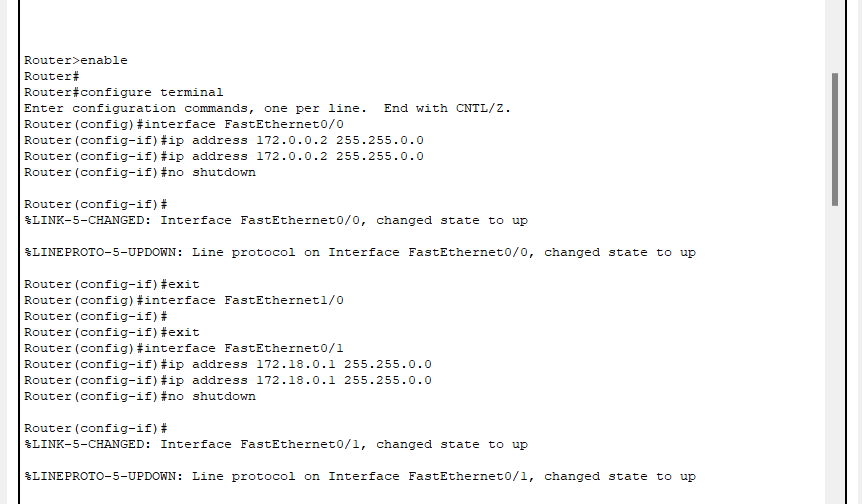 Router>enable
Router#
Router#configure terminal
Enter configuration commands, one per line.  End with CNTL/Z.
Router(config)#interface FastEthernet0/0
Router(config-if)#ip address 172.0.0.2 255.255.0.0
Router(config-if)#ip address 172.0.0.2 255.255.0.0
Router(config-if)#no shutdown
Router(config-if)#
%LINK-5-CHANGED: Interface FastEthernet0/0, changed state to up
%LINEPROTO-5-UPDOWN: Line protocol on Interface FastEthernet0/0, changed state to up
Router(config-if)#exit
Router(config)#interface FastEthernet1/0
Router(config-if)#
Router(config-if)#exit
Router(config)#interface FastEthernet0/1
Router(config-if)#ip address 172.18.0.1 255.255.0.0
Router(config-if)#ip address 172.18.0.1 255.255.0.0
Router(config-if)#no shutdown
Router(config-if)#
%LINK-5-CHANGED: Interface FastEthernet0/1, changed state to up
%LINEPROTO-5-UPDOWN: Line protocol on Interface FastEthernet0/1, changed state to up